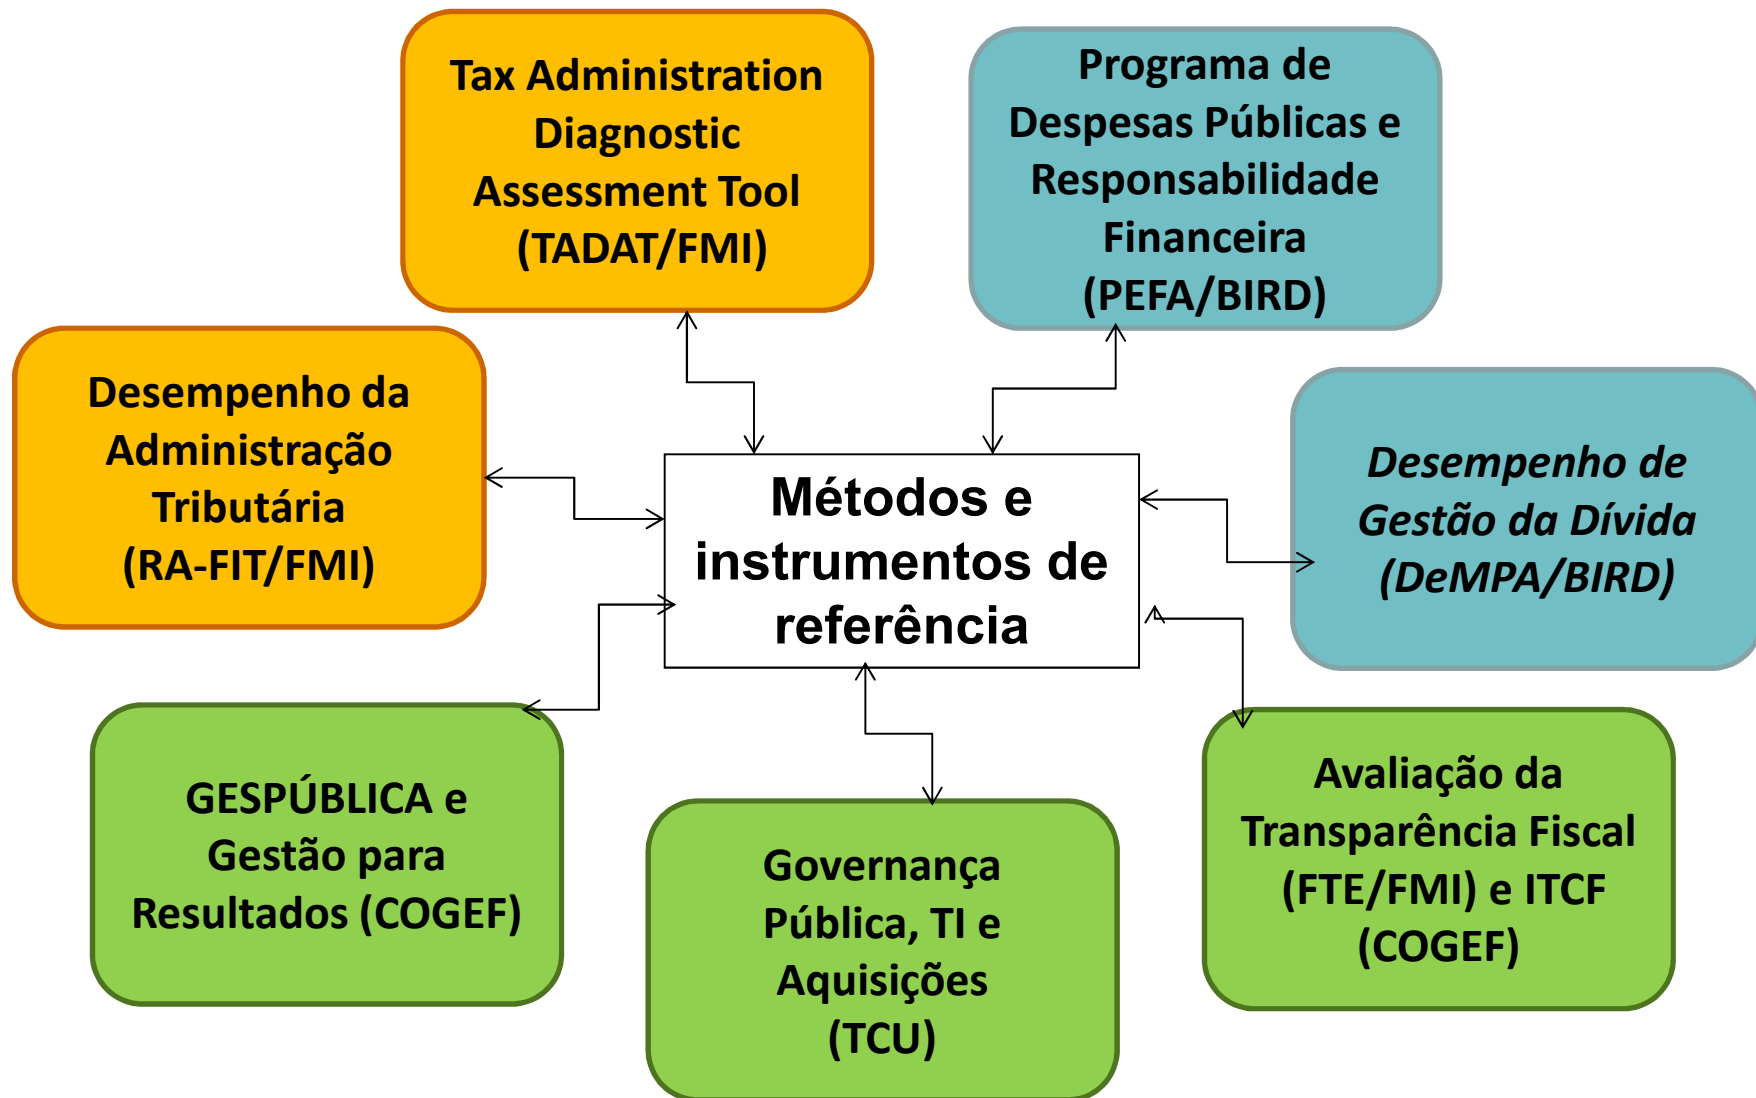 Tax Administration
Diagnostic
Assessment Tool
(TADAT/FMI)
Programa de
Despesas Públicas e
Responsabilidade
Financeira
(PEFA/BIRD)
Desempenho da
Administração
Tributária
(RA-FIT/FMI)
Métodos e
instrumentos de
referência
Desempenho de
Gestão da Dívida
(DeMPA/BIRD)
GESPÚBLICA e
Gestão para
Resultados (COGEF)
Governança
Pública, TI e
Aquisições
(TCU)
Avaliação da
Transparência Fiscal
(FTE/FMI) e ITCF
(COGEF)